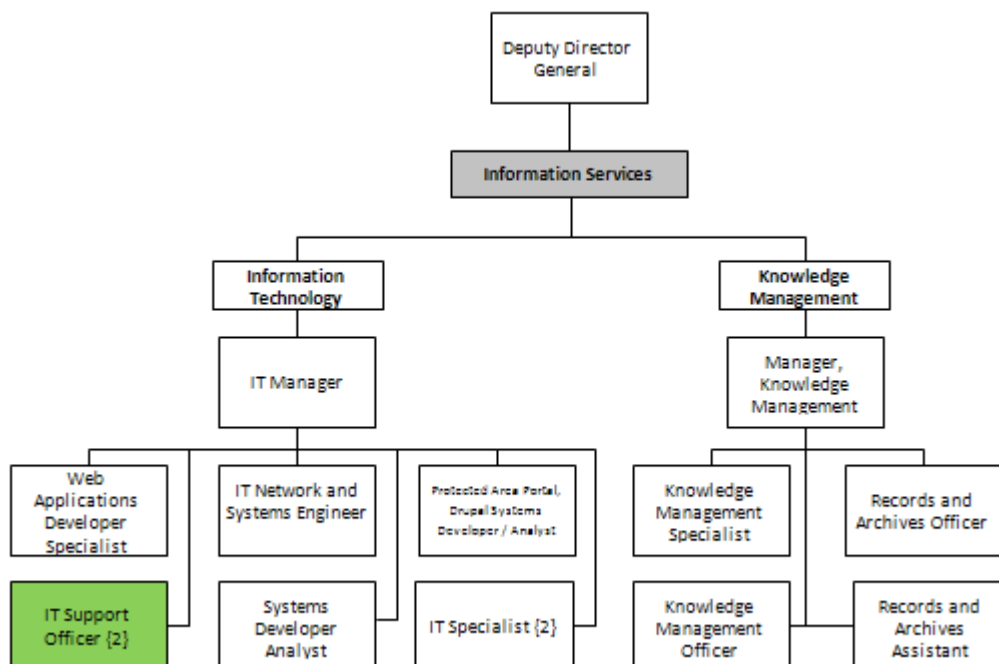 Deputy Director
General
Information Services
Information
Technology
Knowledge
Management
IT Manager
Manager,
Knowledge
Management
Web
Applications
Developer
Specialist
IT Network and
Systems Engineer
Protected Area Portal,
Drupal Systems
Developer / Analyst
Knowledge
Management
Specialist
Records and
Archives Officer
IT Support
Officer {2}
Systems
Developer
Analyst
IT Specialist {2}
Knowledge
Management
Officer
Records and
Archives
Assistant